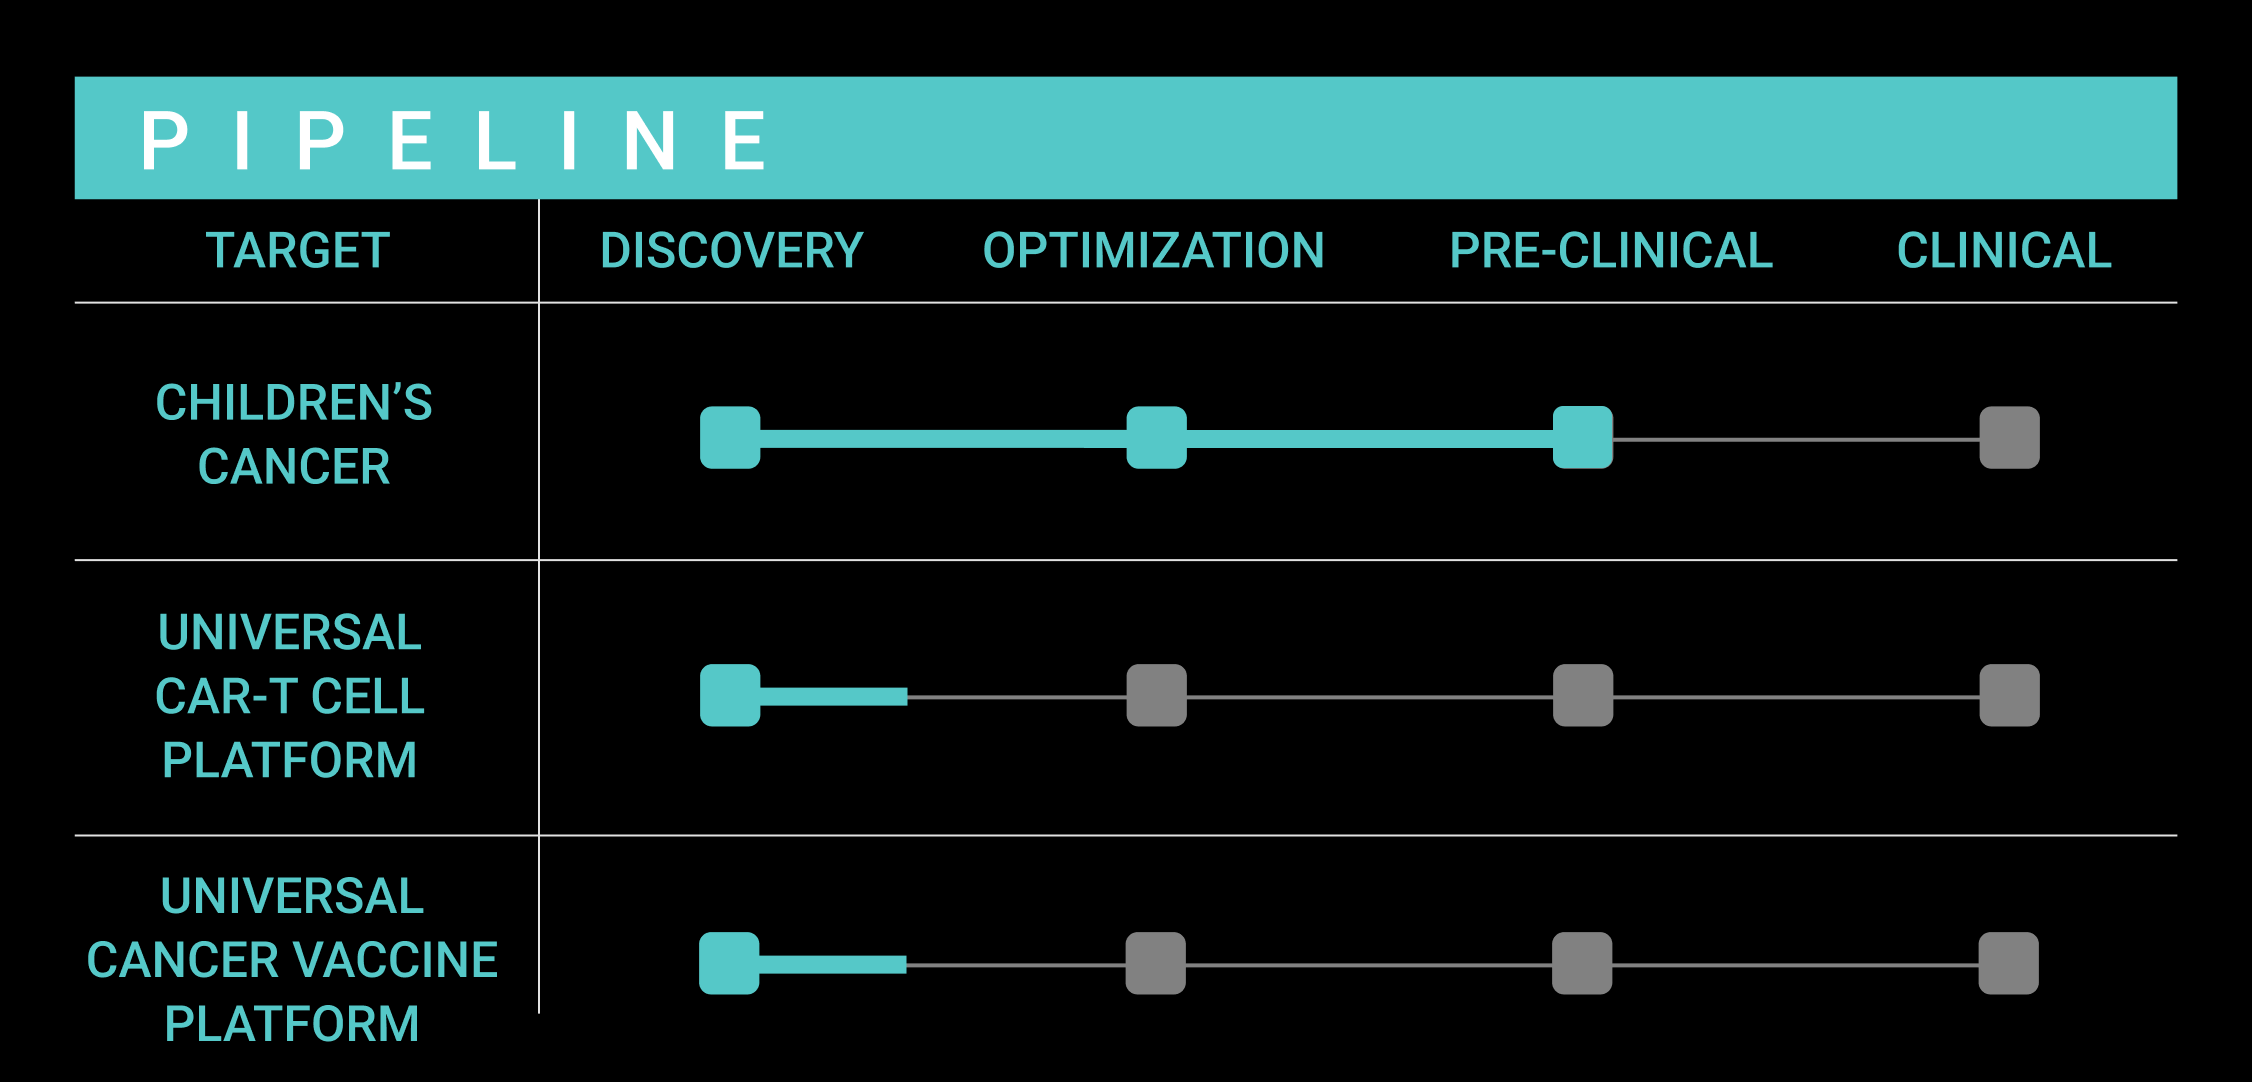 PIPELINE
TARGET DISCOVERY OPTIMIZATION PRE-CLINICAL CLINICAL
CHILDREN’S
CANCER
UNIVERSAL
CAR-T CELL
PLATFORM
UNIVERSAL
CANCER VACCINE
PLATFORM